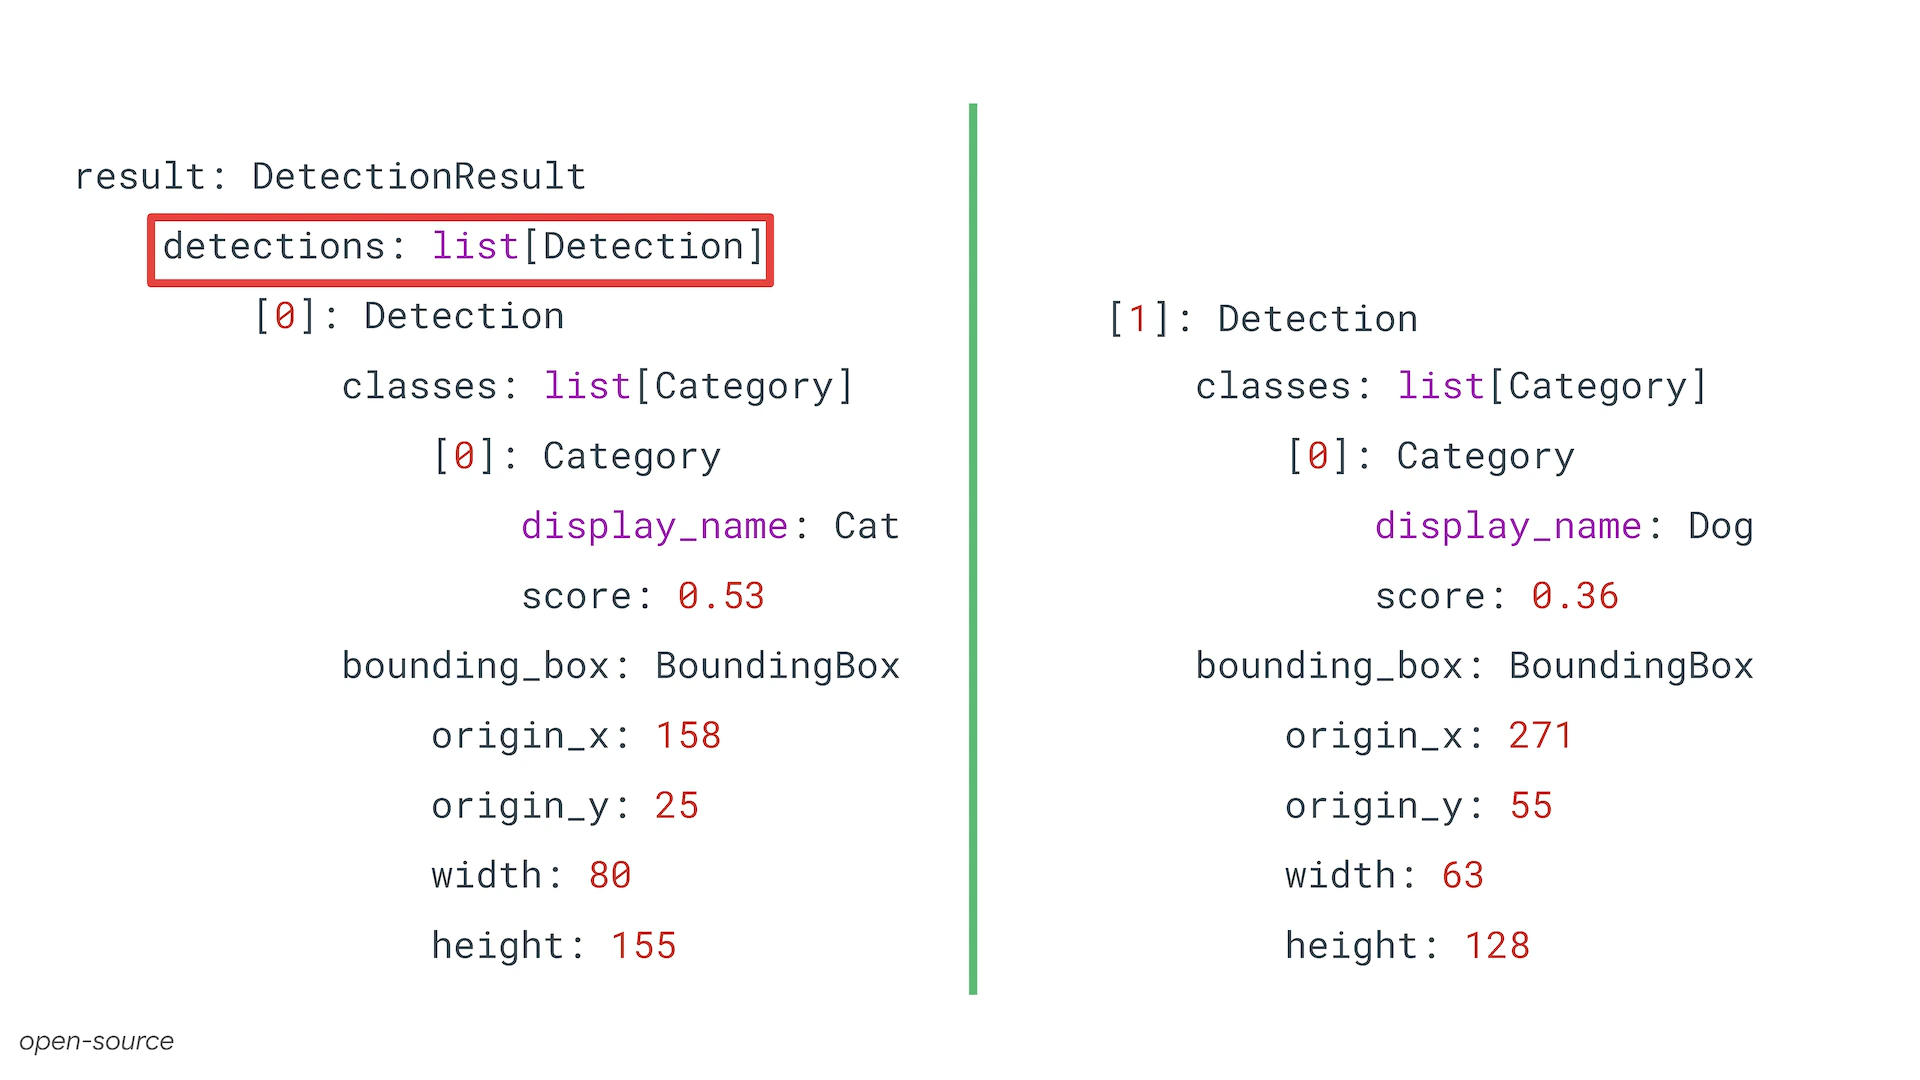 result: DetectionResult
detections: list[Detection]
[0]: Detection
classes: list[Category]
[0]: Category
display_name: Cat
score: 0.53
bounding_box: BoundingBox
origin_x: 158
origin_y: 25
width: 80
height: 155
[1]: Detection
classes: list[Category]
[0]: Category
display_name: Dog
score: 0.36
bounding_box: BoundingBox
origin_x: 271
origin_y: 55
width: 63
height: 128
open-source